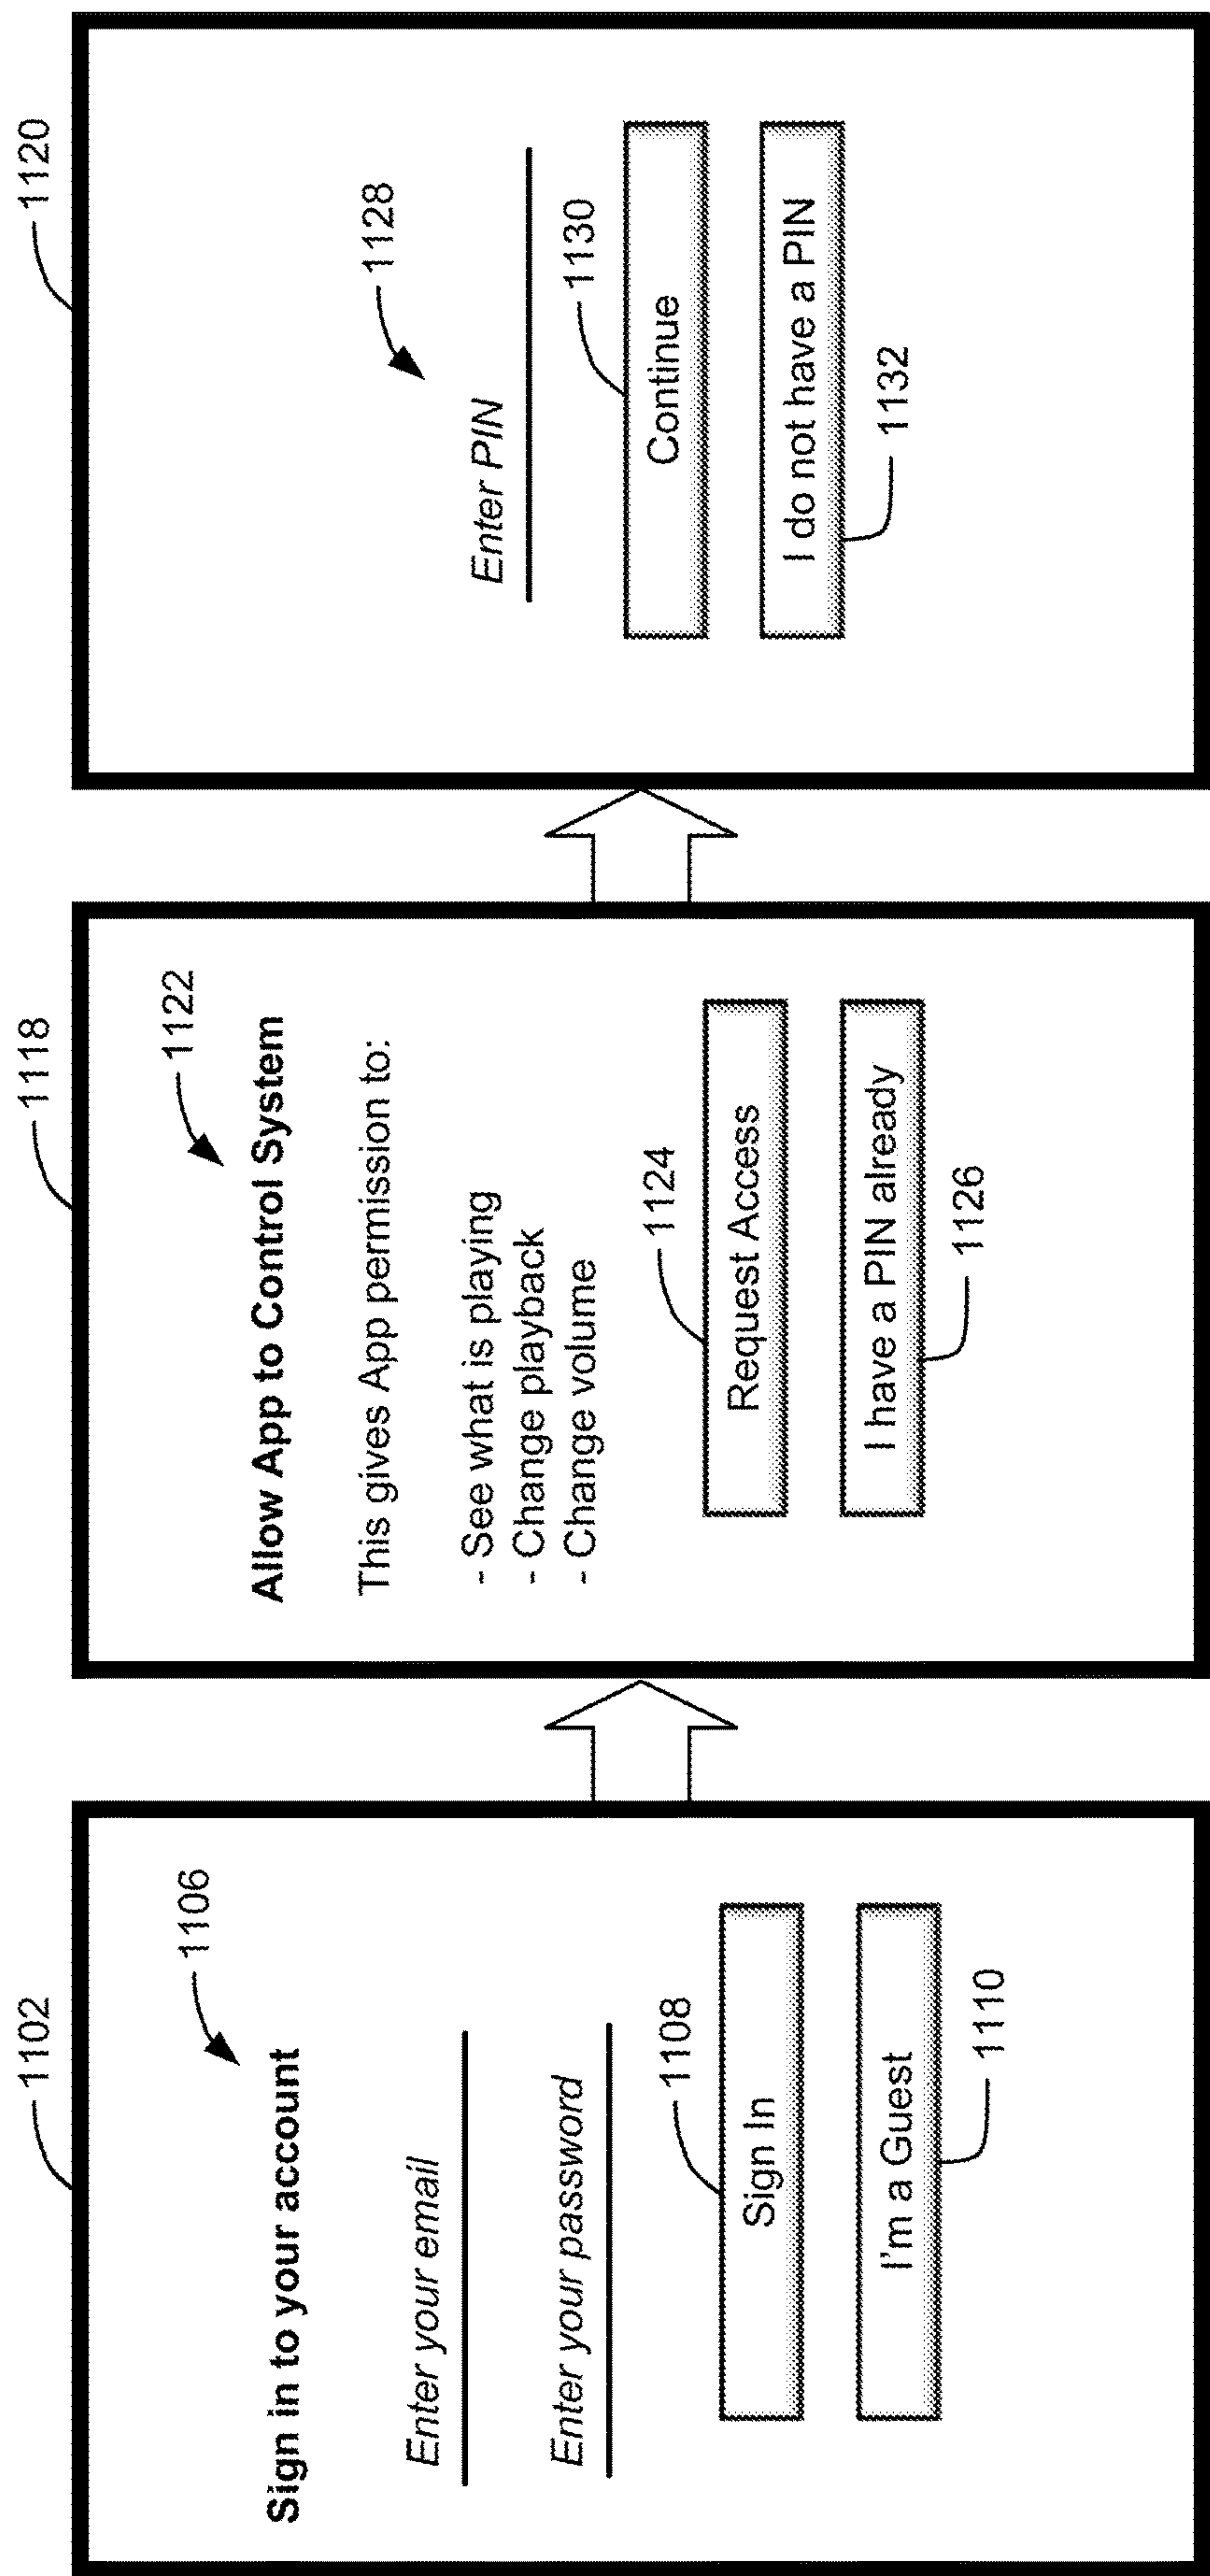 1102
1106
Sign in to your account
Enter your email
Enter your password
1108
Sign In
I'm a Guest
1110
1118
1122
Allow App to Control System
This gives App permission to:
- See what is playing
- Change playback
- Change volume
1124
Request Access
I have a PIN already
1126
1120
1128
Enter PIN
1130
Continue
I do not have a PIN
1132